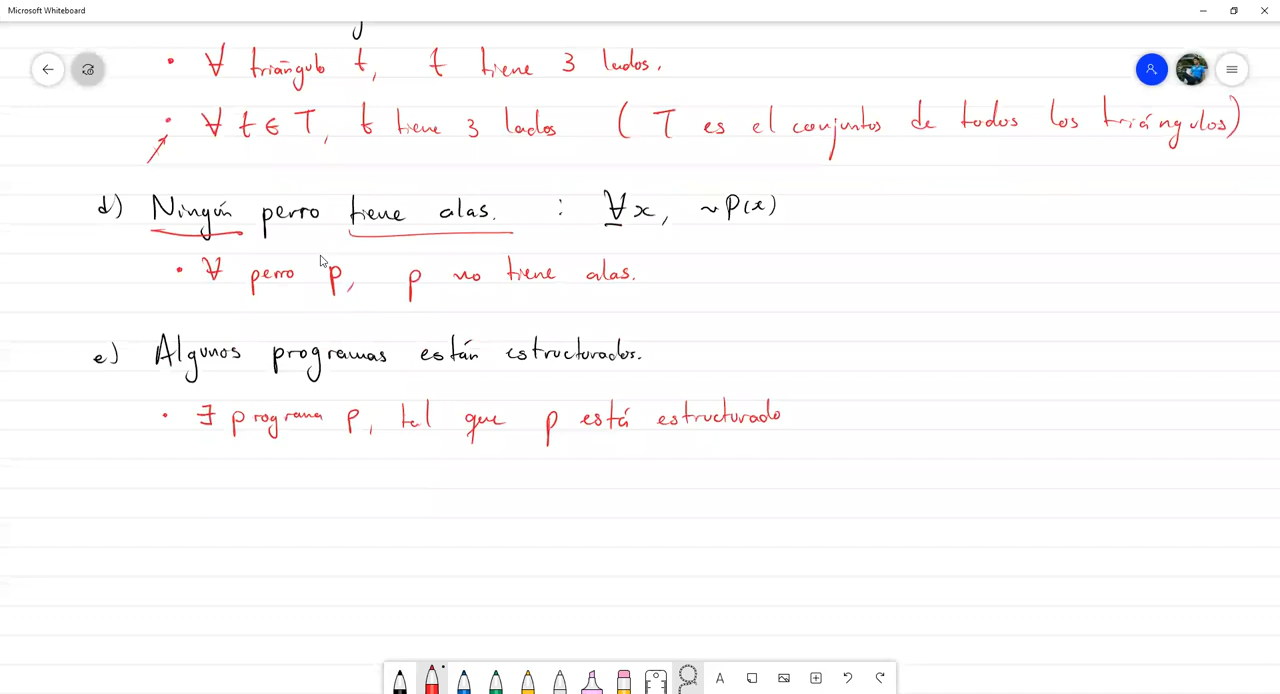 Microsoft Whiteboard
• ∀ triángulo t, t tiene 3 lados.
• ∀ t ∈ T, t tiene 3 lados ( T es el conjuntos de todos los triángulos)
d) Ningún perro tiene alas. : ∀x, ~P(x)
• ∀ perro p, p no tiene alas.
e) Algunos programas están estructurados.
• ∃ programa p, tal que p está estructurado
A